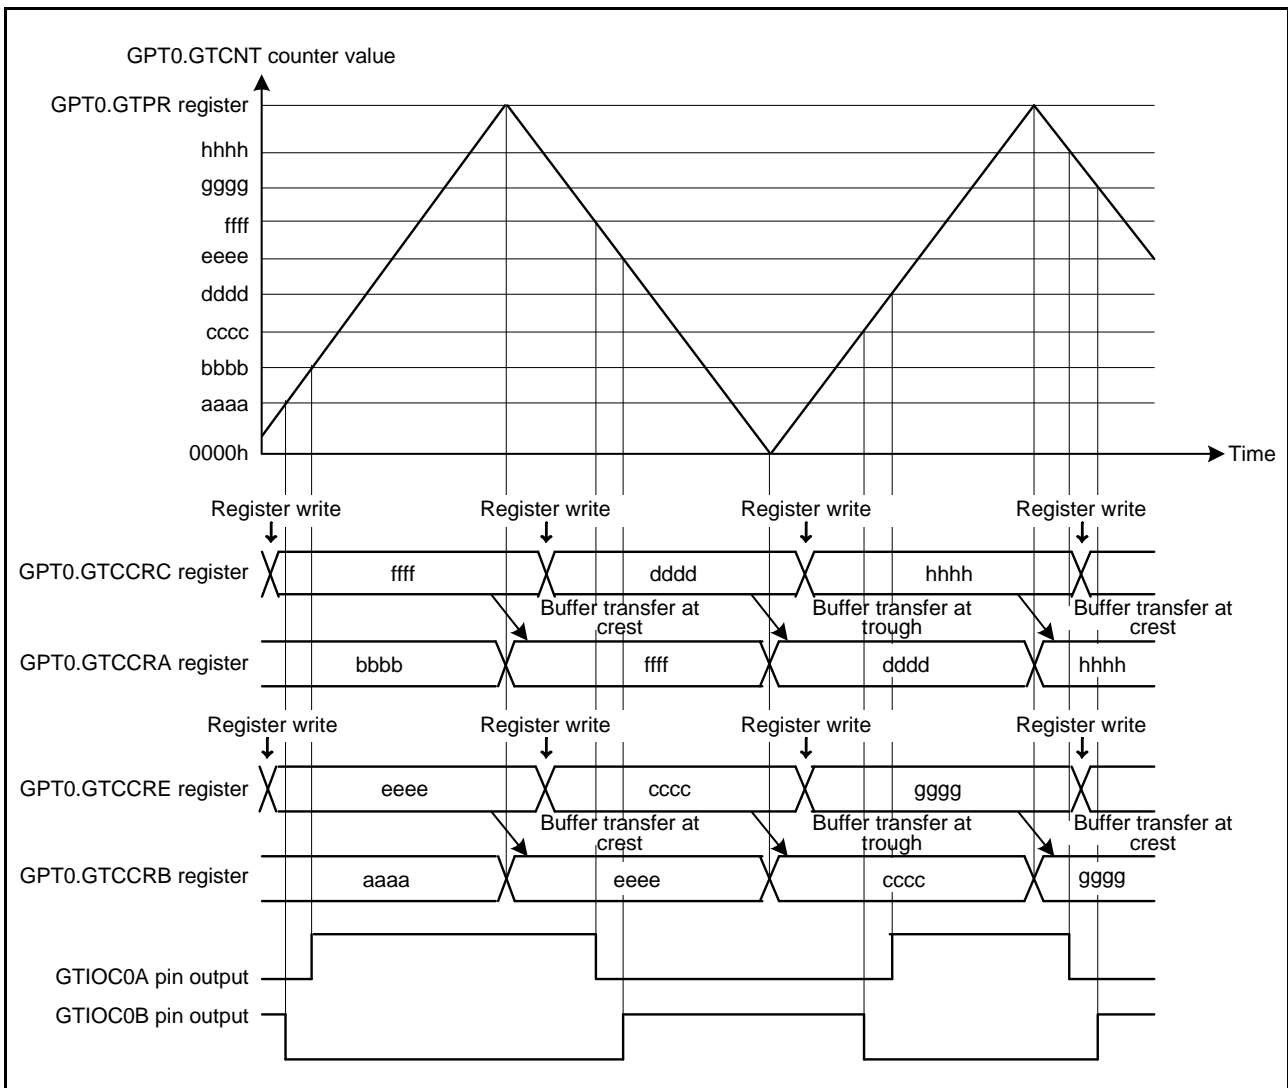 GPT0.GTCNT counter value
GPT0.GTPR register
hhhh
gggg
ffff
eeee
dddd
cccc
bbbb
aaaa
0000h
Time
Register write Register write Register write Register write
GPT0.GTCCRC register ffff dddd hhhh
Buffer transfer at crest
Buffer transfer at trough
Buffer transfer at crest
GPT0.GTCCRA register bbbb ffff dddd hhhh
Register write Register write Register write Register write
GPT0.GTCCRE register eeee cccc gggg
Buffer transfer at crest
Buffer transfer at trough
Buffer transfer at crest
GPT0.GTCCRB register aaaa eeee cccc gggg
GTIOC0A pin output
GTIOC0B pin output